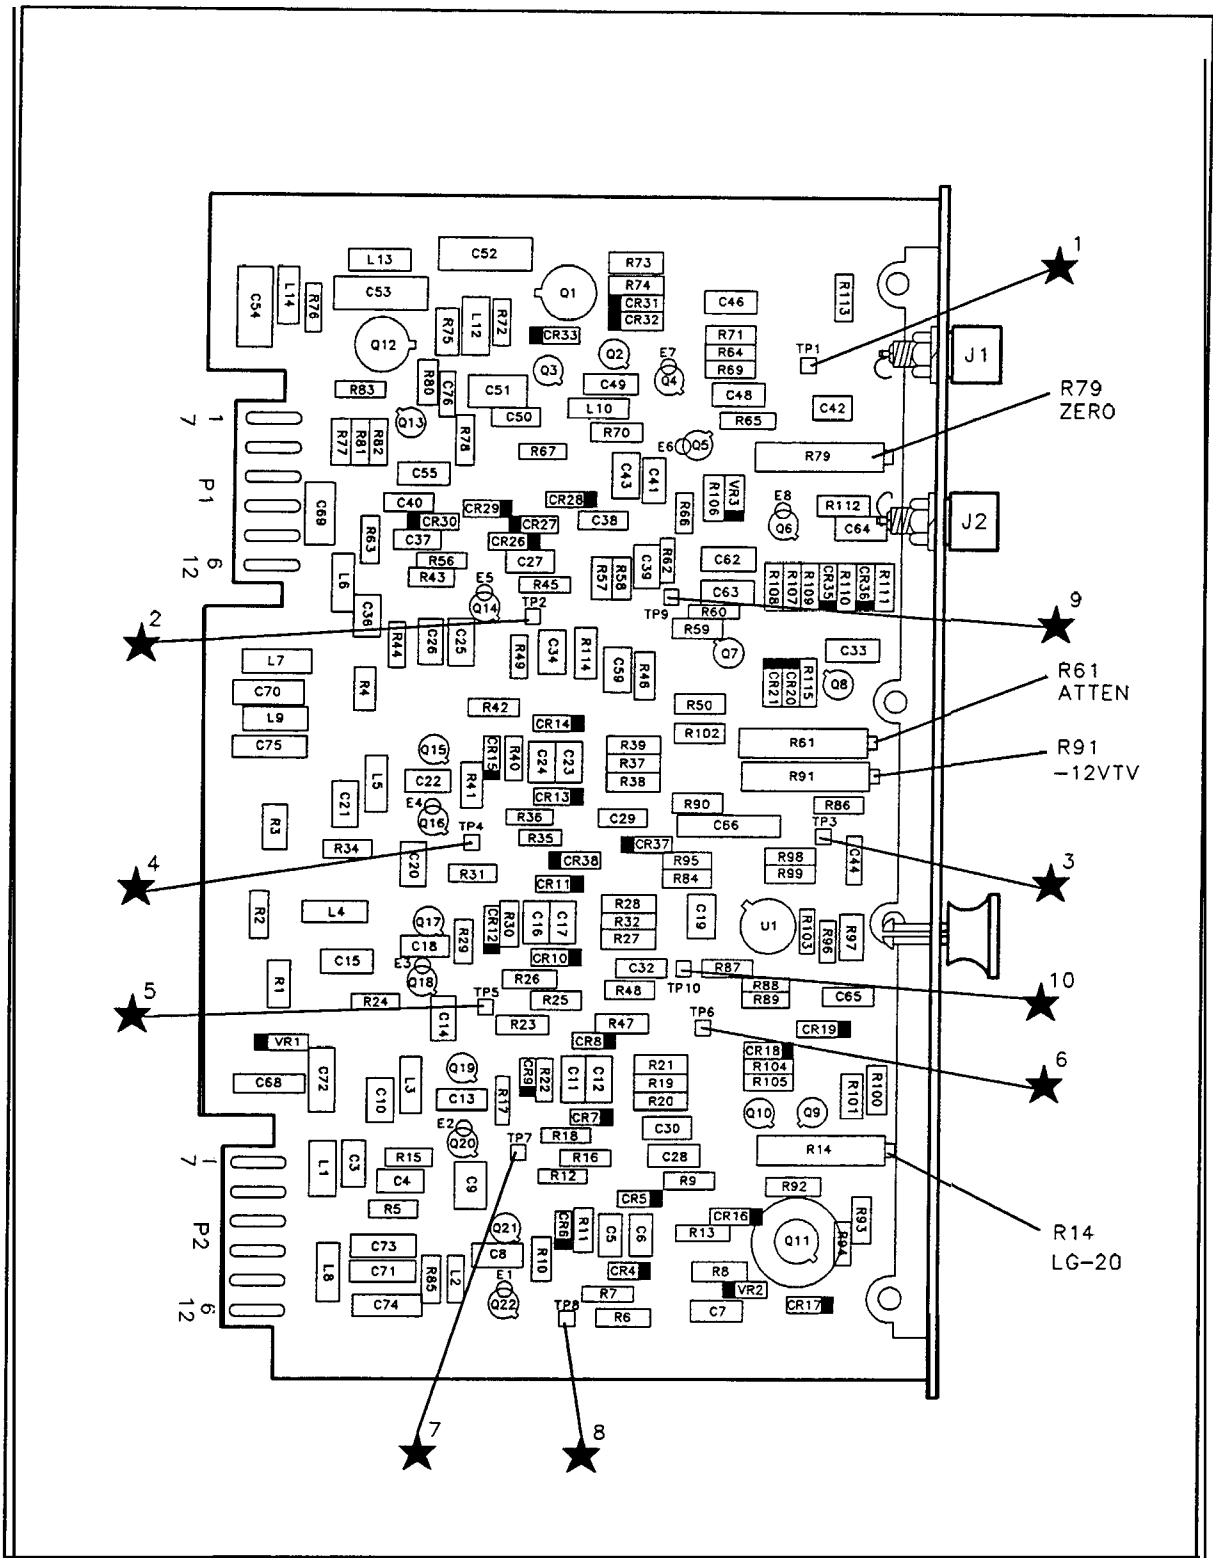 C52
L13
R73
1
C54
L14
R76
C53
Q1
R74
CR31
CR32
C46
R113
R75
L12
R72
CR33
R71
R64
R69
TP1
J1
Q12
Q2
E7
Q3
Q4
R79
ZERO
R83
R80
C76
C51
C49
C48
C42
1
7
Q13
C50
L10
R65
R77
R81
R82
R78
R70
E6
Q5
R67
R79
C55
C43
C41
P1
C69
C40
CR29
CR28
R66
R106
VR3
E8
R112
CR30
CR27
C38
Q6
C64
J2
R63
C37
CR26
6
12
R56
C27
R57
R58
C39
R62
C62
L6
R43
E5
R45
C63
R108
R107
R109
CR35
R110
CR36
R111
2
C36
Q14
TP2
TP9
R60
9
R59
R44
C26
C25
R49
C34
R114
Q7
C33
L7
C59
R46
R61
ATTEN
C70
R4
CR21
CR20
R115
Q8
L9
R42
R50
CR14
C75
R102
Q15
CR15
R40
C24
C23
R39
R37
R38
R61
R91
-12VTV
L5
C22
R41
R91
C21
E4
CR13
R90
R86
R3
Q16
R36
C29
C66
TP4
R35
TP3
4
R34
CR37
C44
C20
CR38
R95
R98
R31
R84
R99
3
CR11
R2
L4
R28
R32
R27
Q17
CR12
R30
C16
C17
C19
U1
R103
R96
R97
C18
R29
C15
E3
CR10
Q18
R26
C32
R87
R1
TP10
R88
5
R24
TP5
R25
R48
R89
C65
10
C14
R23
R47
TP6
CR19
VR1
CR8
CR18
6
C68
C72
L3
Q19
CR9
R22
C11
C12
R21
R19
R20
R104
R105
C10
C13
R17
R101
R100
E2
CR7
Q10
Q9
Q20
TP7
R18
C30
1
7
L1
C3
R15
R16
C28
R14
C4
C9
R12
R9
R92
R5
CR5
P2
Q21
CR6
R11
C5
C6
CR16
R93
R14
LG-20
C73
C8
R10
R13
Q11
R94
L8
C71
R85
L2
CR4
R8
E1
R7
VR2
6
12
C74
Q22
TP8
R6
C7
CR17
7
8